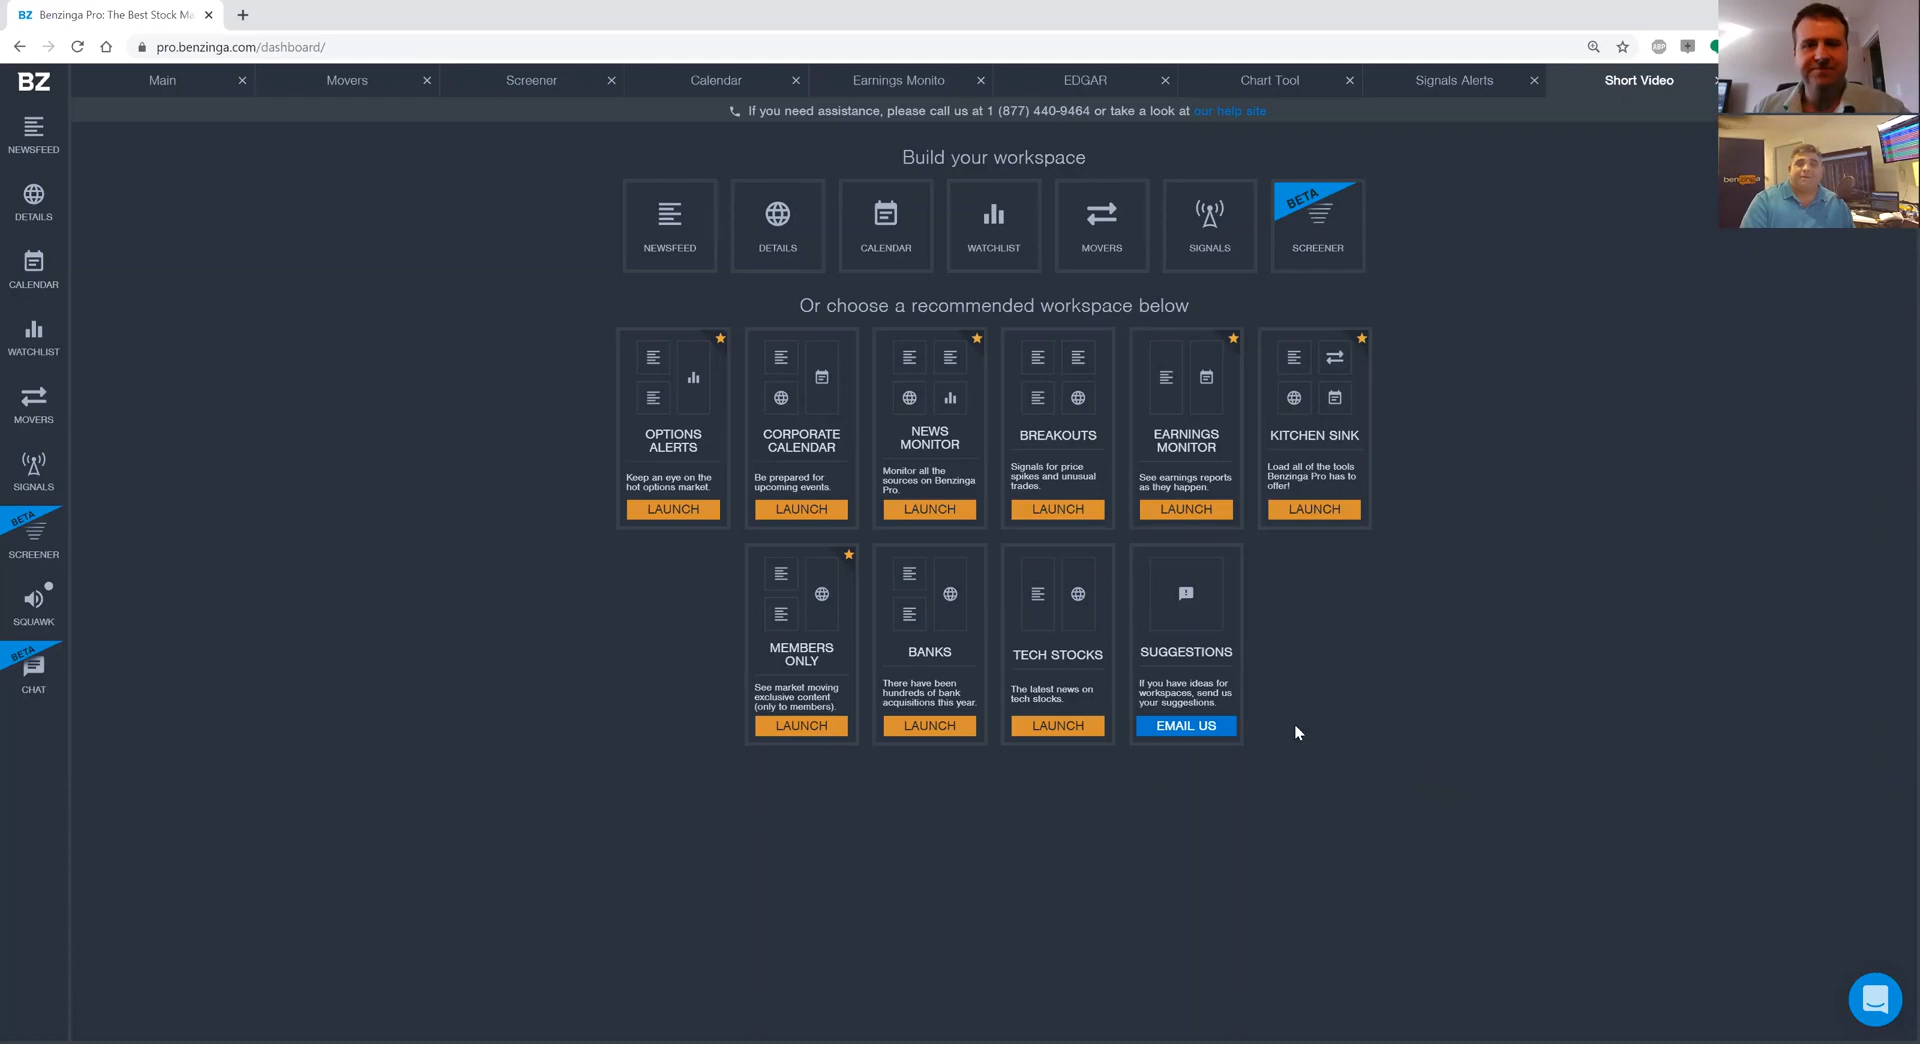 BZ Benzinga Pro: The Best Stock Ma
pro.benzinga.com/dashboard/
ABP
BZ
Main
Movers
Screener
Calendar
Earnings Monito
EDGAR
Chart Tool
Signals Alerts
Short Video
If you need assistance, please call us at 1 (877) 440-9464 or take a look at our help site
NEWSFEED
DETAILS
CALENDAR
WATCHLIST
MOVERS
SIGNALS
BETA
SCREENER
SQUAWK
BETA
CHAT
Build your workspace
NEWSFEED
DETAILS
CALENDAR
WATCHLIST
MOVERS
SIGNALS
BETA
SCREENER
Or choose a recommended workspace below
OPTIONS
ALERTS
Keep an eye on the
hot options market.
LAUNCH
CORPORATE
CALENDAR
Be prepared for
upcoming events.
LAUNCH
NEWS
MONITOR
Monitor all the
sources on Benzinga
Pro.
LAUNCH
BREAKOUTS
Signals for price
spikes and unusual
trades.
LAUNCH
EARNINGS
MONITOR
See earnings reports
as they happen.
LAUNCH
KITCHEN SINK
Load all of the tools
Benzinga Pro has to
offer!
LAUNCH
MEMBERS
ONLY
See market moving
exclusive content
(only to members).
LAUNCH
BANKS
There have been
hundreds of bank
acquisitions this year.
LAUNCH
TECH STOCKS
The latest news on
tech stocks.
LAUNCH
SUGGESTIONS
If you have ideas for
workspaces, send us
your suggestions.
EMAIL US
benzinga